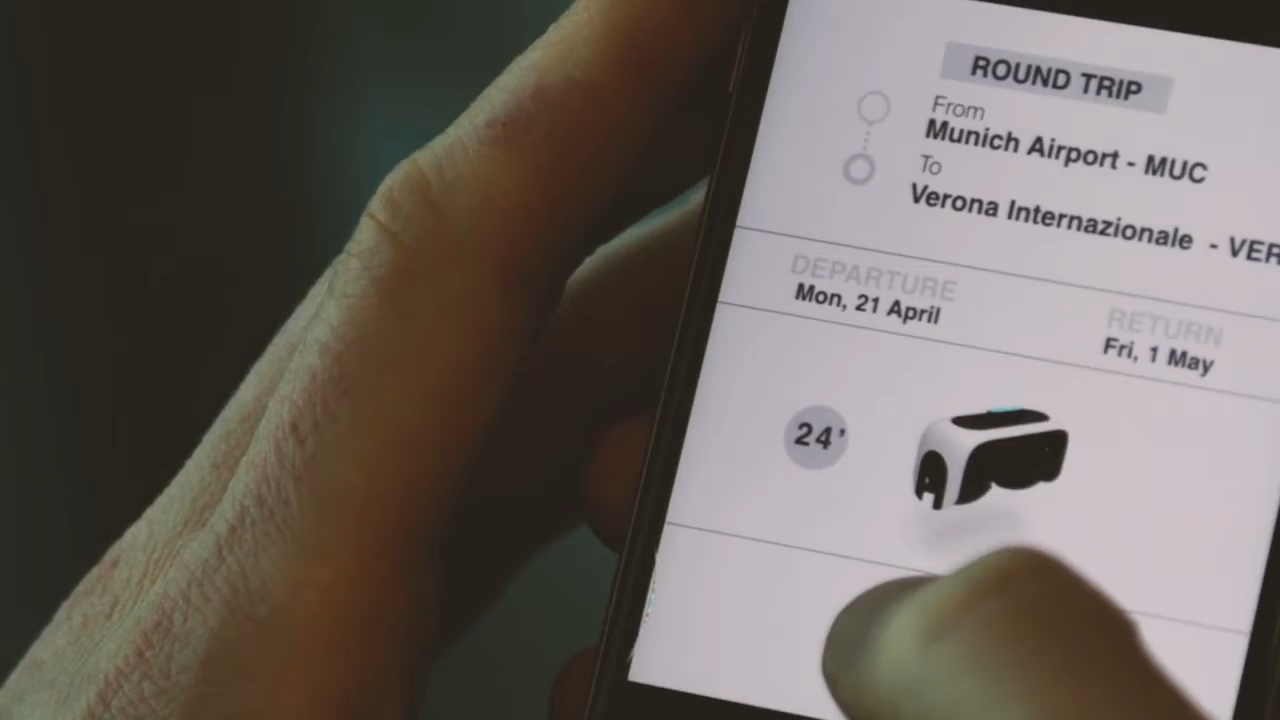 ROUND TRIP
From
Munich Airport - MUC
To
Verona Internazionale - VER
DEPARTURE
Mon, 21 April
RETURN
Fri, 1 May
24'